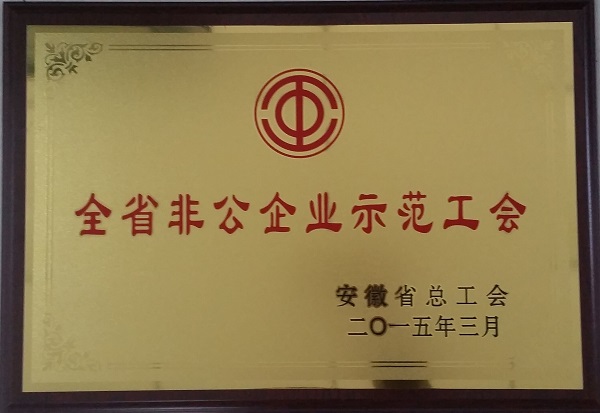 全省非公企业示范工会
安徽省总工会
二〇一五年三月